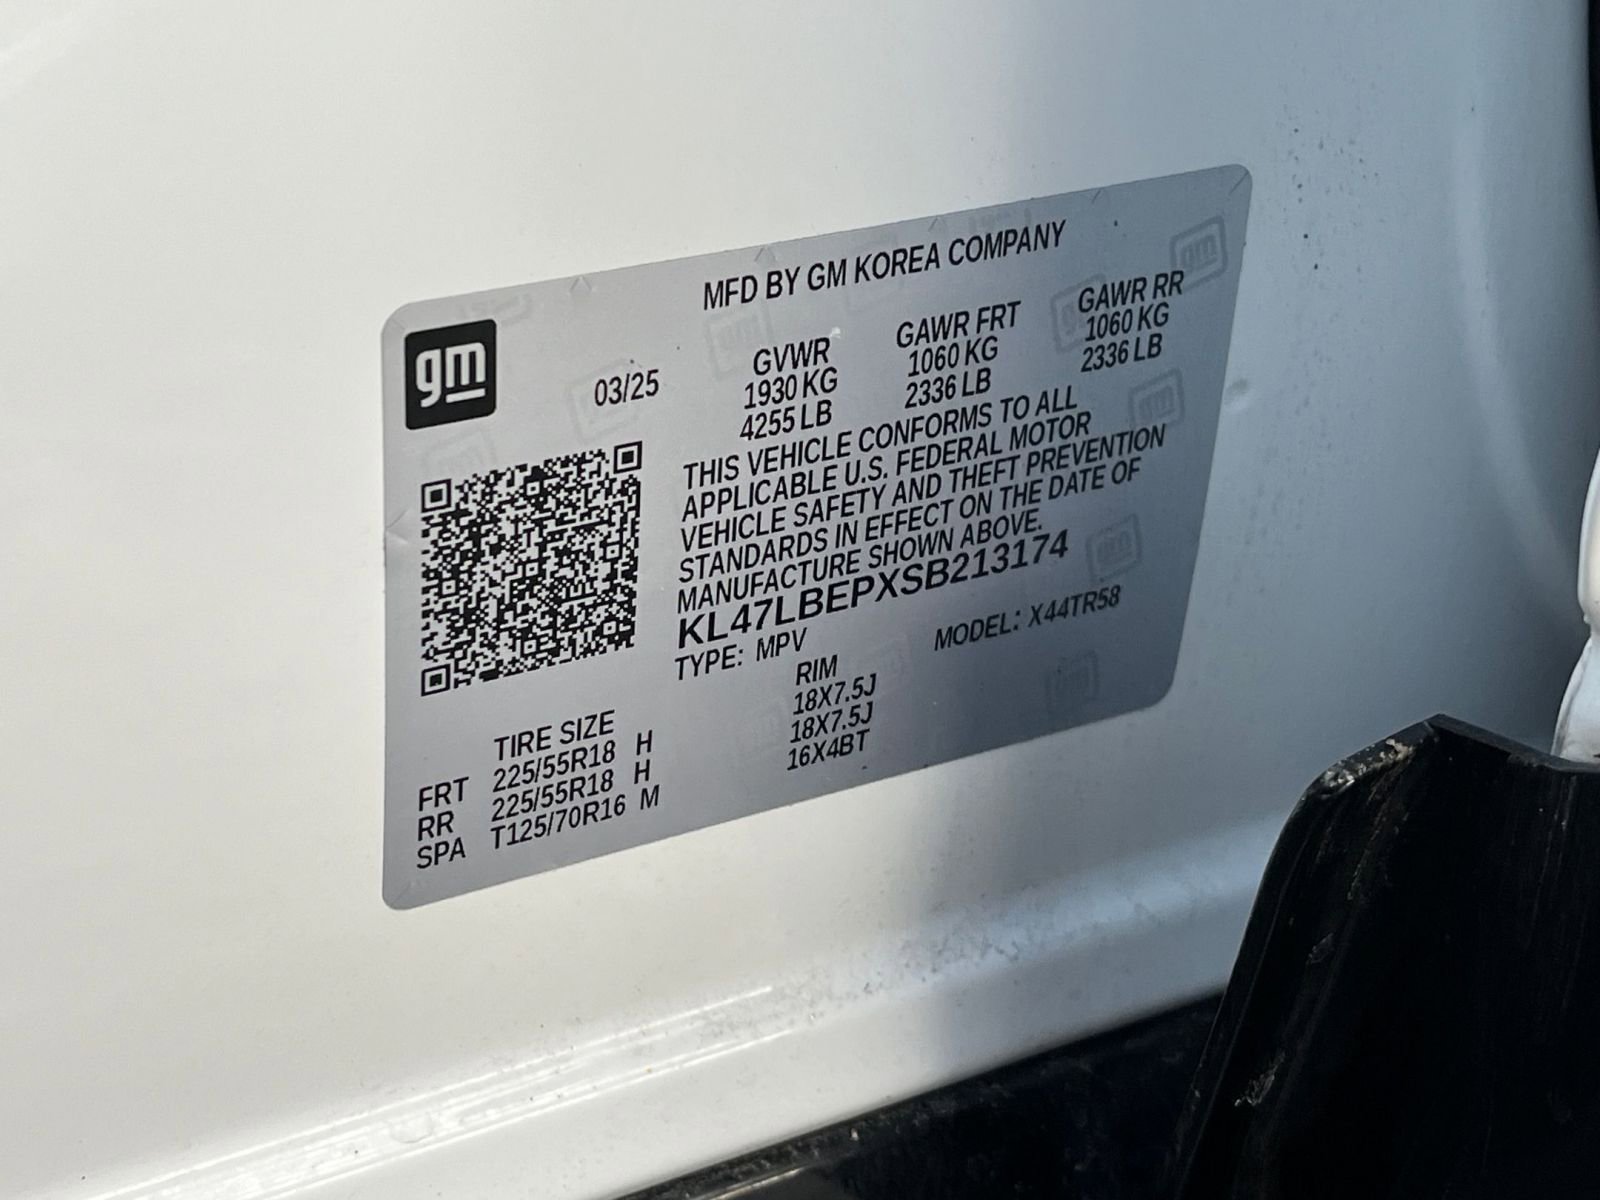 MFD BY GM KOREA COMPANY
gm
03/25
GVWR GAWR FRT GAWR RR
1930 KG 1060 KG 1060 KG
4255 LB 2336 LB 2336 LB
THIS VEHICLE CONFORMS TO ALL
APPLICABLE U.S. FEDERAL MOTOR
VEHICLE SAFETY AND THEFT PREVENTION
STANDARDS IN EFFECT ON THE DATE OF
MANUFACTURE SHOWN ABOVE.
KL47LBEPXSB213174
TYPE: MPV MODEL: X44TR58
TIRE SIZE RIM
FRT 225/55R18 H 18X7.5J
RR 225/55R18 H 18X7.5J
SPA T125/70R16 M 16X4BT